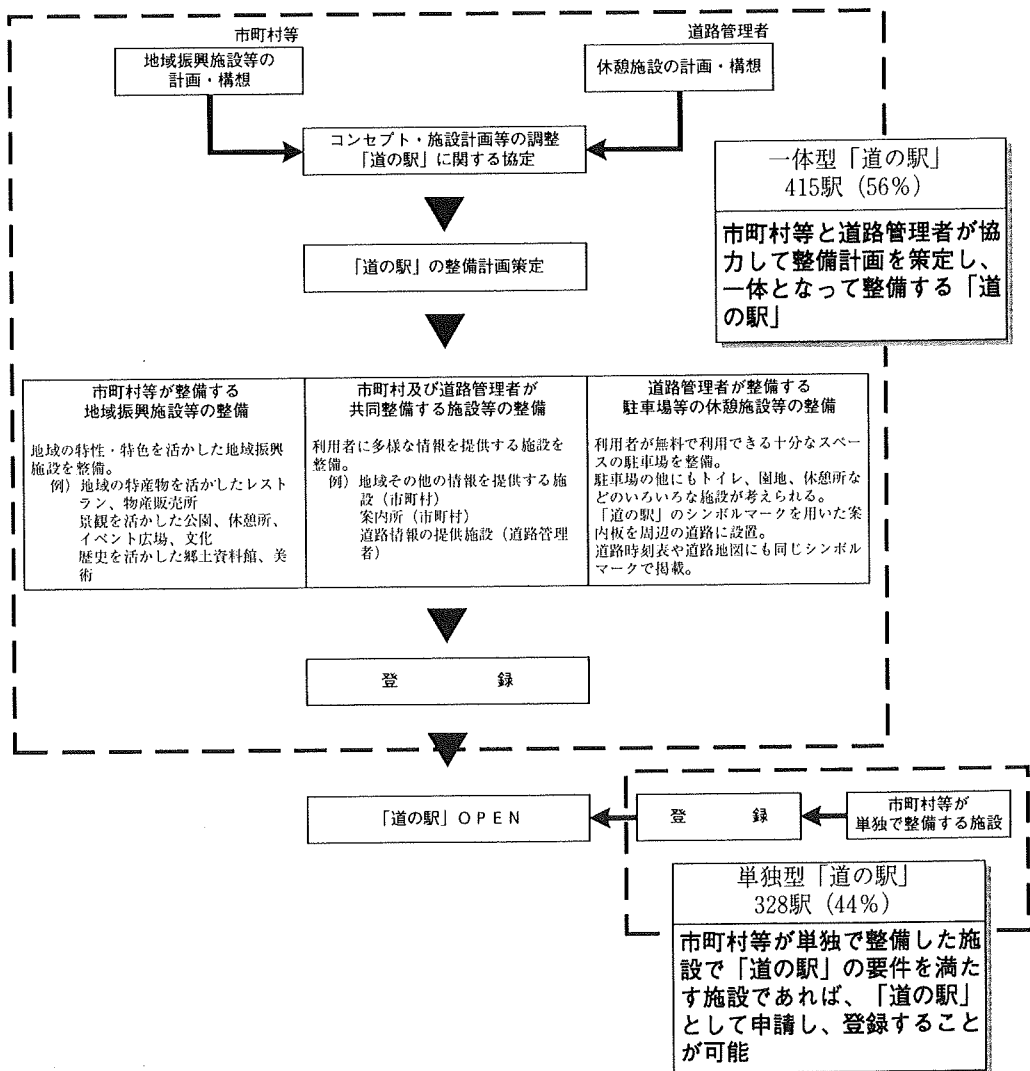 市町村等
道路管理者
地域振興施設等の
計画・構想
休憩施設の計画・構想
コンセプト・施設計画等の調整
「道の駅」に関する協定
一体型「道の駅」
415駅（56%）
市町村等と道路管理者が協
力して整備計画を策定し、
一体となって整備する「道
の駅」
「道の駅」の整備計画策定
市町村等が整備する
地域振興施設等の整備
地域の特性・特色を活かした地域振興
施設を整備。
例）地域の特産物を活かしたレスト
ラン、物産販売所
景観を活かした公園、休憩所、
イベント広場、文化
歴史を活かした郷土資料館、美
術
市町村及び道路管理者が
共同整備する施設等の整備
利用者に多様な情報を提供する施設を
整備。
例）地域その他の情報を提供する施
設（市町村）
案内所（市町村）
道路情報の提供施設（道路管理
者）
道路管理者が整備する
駐車場等の休憩施設等の整備
利用者が無料で利用できる十分なスペー
スの駐車場を整備。
駐車場の他にもトイレ、園地、休憩所な
どのいろいろな施設が考えられる。
「道の駅」のシンボルマークを用いた案
内板を周辺の道路に設置。
道路時刻表や道路地図にも同じシンボル
マークで掲載。
登　録
「道の駅」OPEN
登　録
市町村等が
単独で整備する施設
単独型「道の駅」
328駅（44%）
市町村等が単独で整備した施
設で「道の駅」の要件を満た
す施設であれば、「道の駅」
として申請し、登録すること
が可能